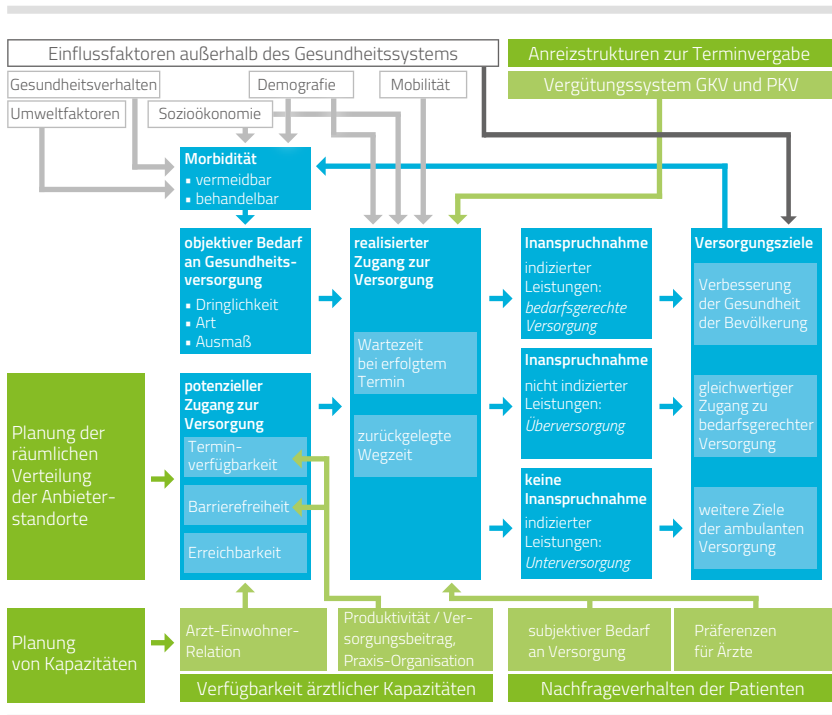 Einflussfaktoren außerhalb des Gesundheitssystems
Anreizstrukturen zur Terminvergabe
Gesundheitsverhalten
Demografie
Mobilität
Vergütungssystem GKV und PKV
Umweltfaktoren
Sozioökonomie
Morbidität
▪ vermeidbar
▪ behandelbar
objektiver Bedarf
an Gesundheits-
versorgung
▪ Dringlichkeit
▪ Art
▪ Ausmaß
realisierter
Zugang zur
Versorgung
Wartezeit
bei erfolgtem
Termin
zurückgelegte
Wegzeit
Inanspruchnahme
indizierter
Leistungen:
bedarfsgerechte
Versorgung
Versorgungsziele
Verbesserung
der Gesundheit
der Bevölkerung
Inanspruchnahme
nicht indizierter
Leistungen:
Überversorgung
gleichwertiger
Zugang zu
bedarfsgerechter
Versorgung
keine
Inanspruchnahme
indizierter
Leistungen:
Unterversorgung
weitere Ziele
der ambulanten
Versorgung
Planung der
räumlichen
Verteilung
der Anbieter-
standorte
potenzieller
Zugang zur
Versorgung
Termin-
verfügbarkeit
Barrierefreiheit
Erreichbarkeit
Planung
von Kapazitäten
Arzt-Einwohner-
Relation
Produktivität / Ver-
sorgungsbeitrag,
Praxis-Organisation
subjektiver Bedarf
an Versorgung
Präferenzen
für Ärzte
Verfügbarkeit ärztlicher Kapazitäten
Nachfrageverhalten der Patienten